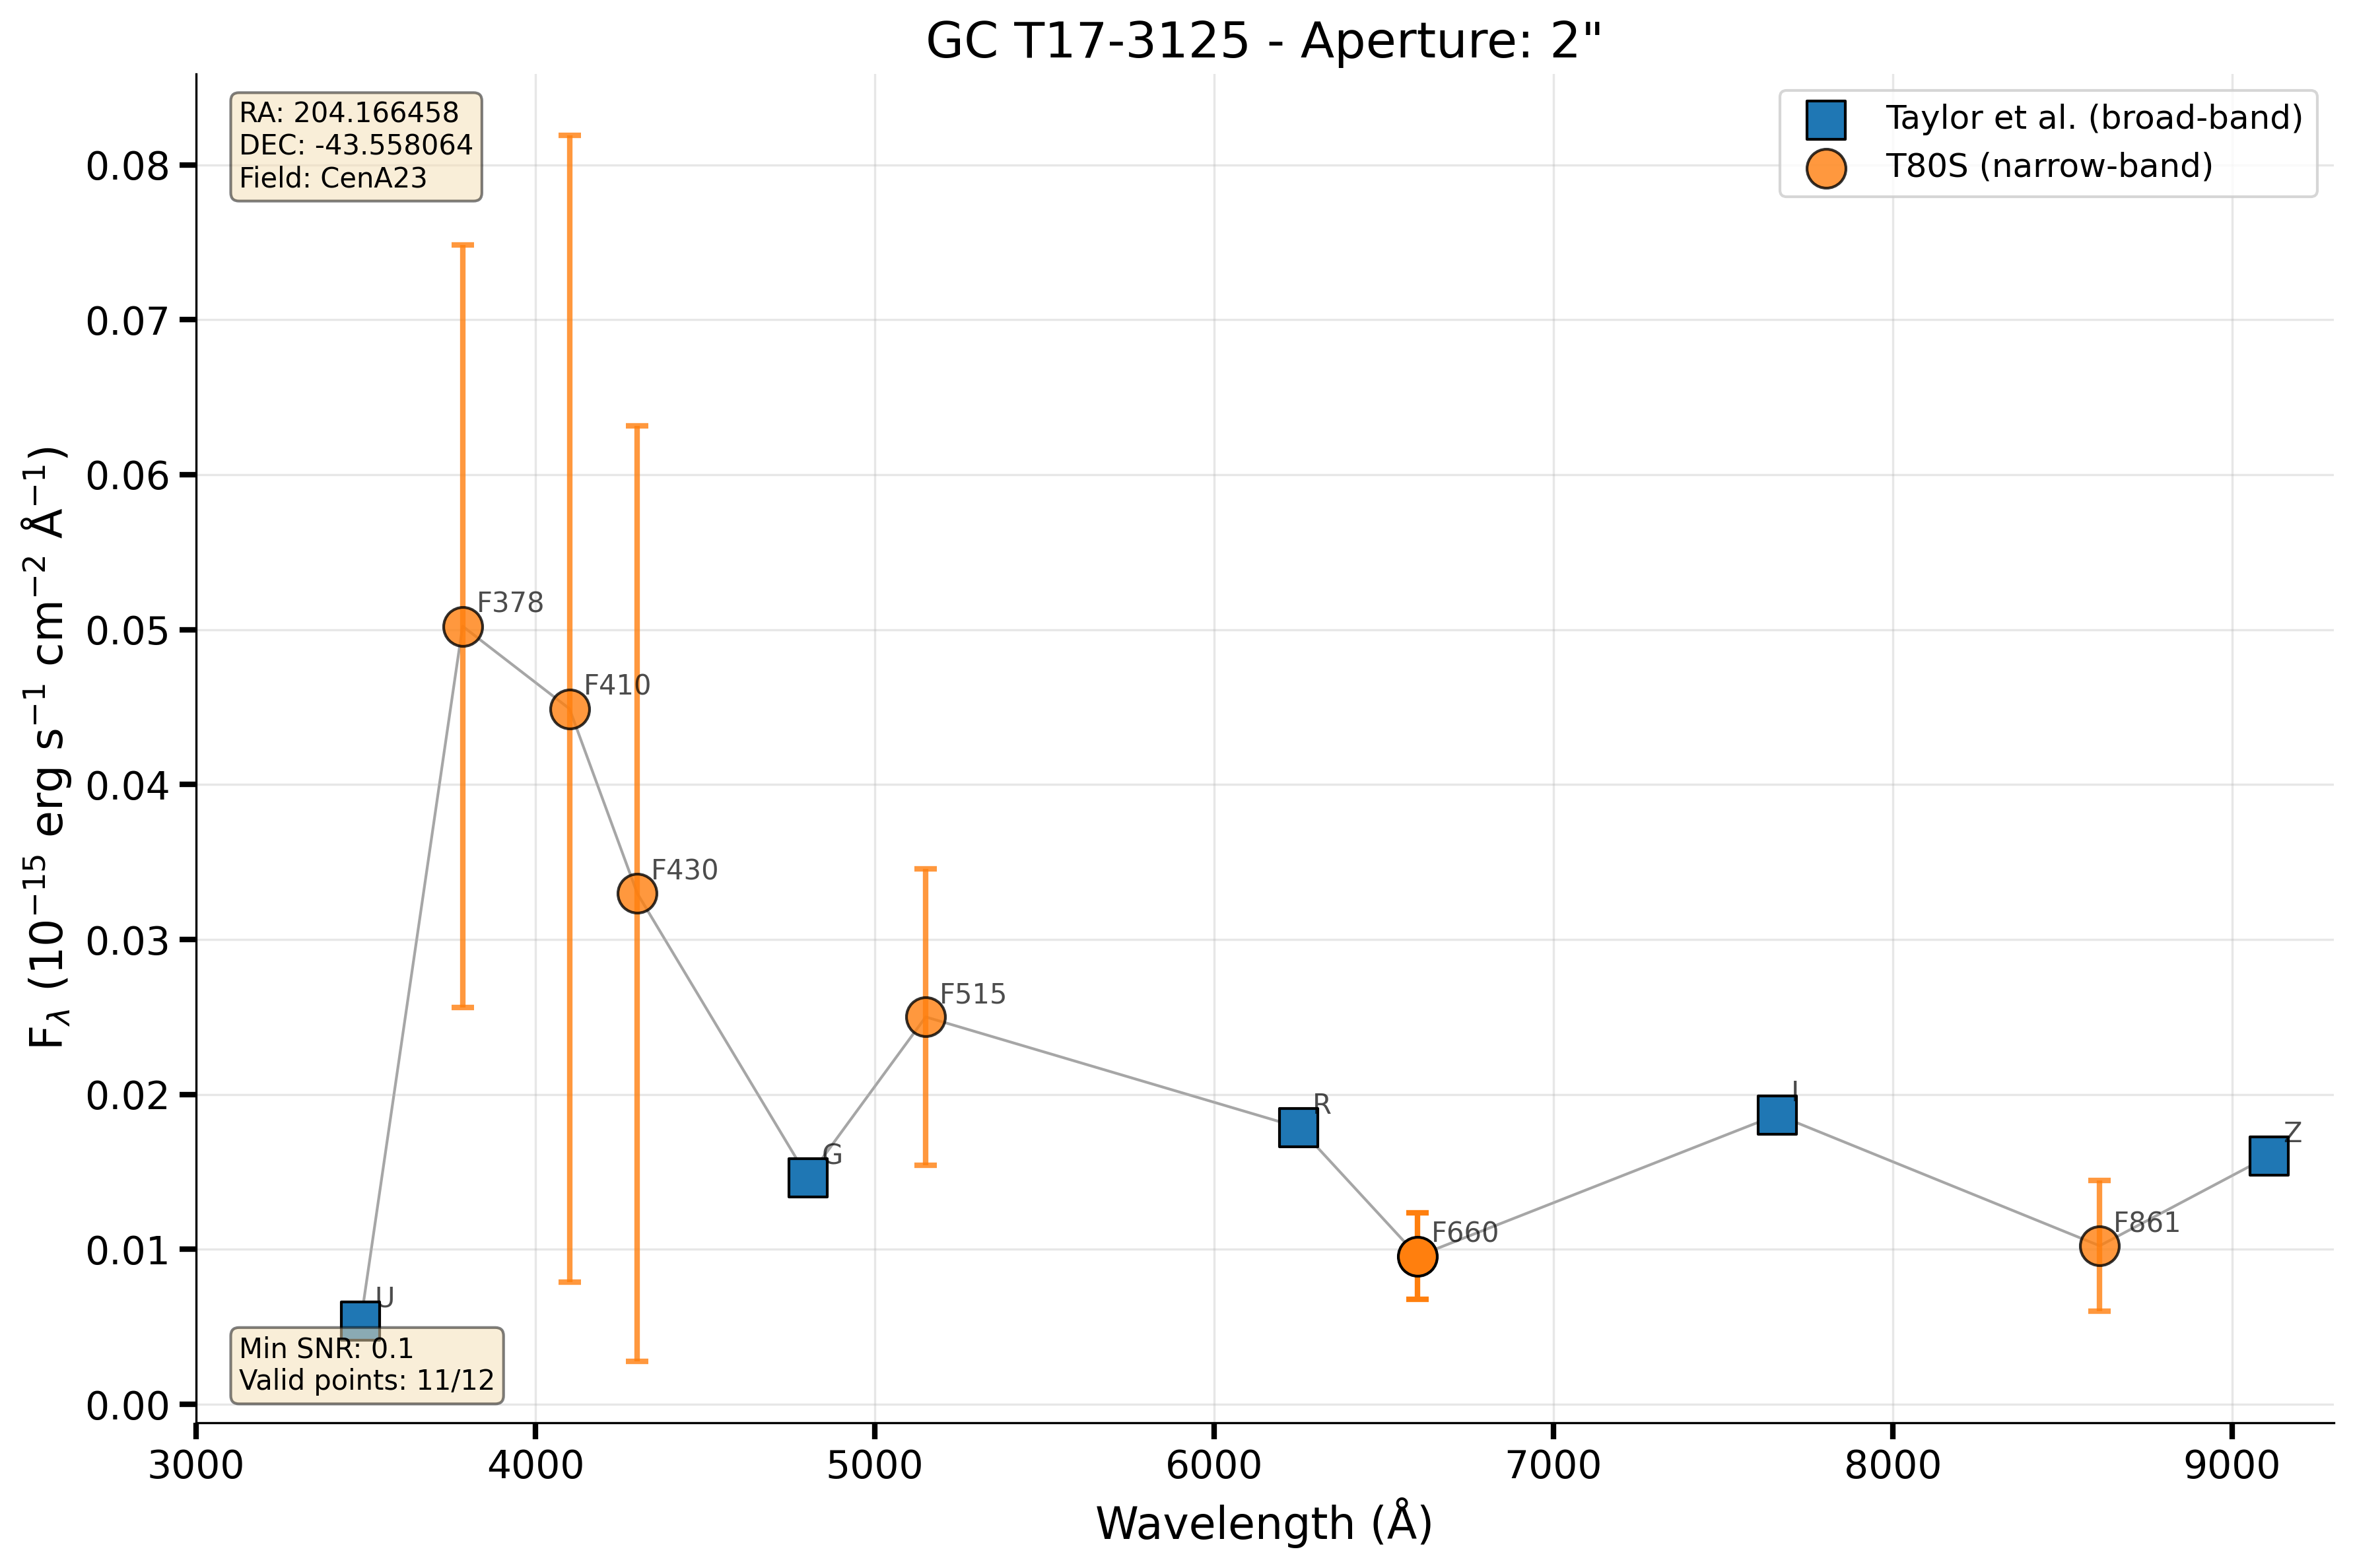 GC T17-3125 - Aperture: 2"
RA: 204.166458
DEC: -43.558064
Field: CenA23
Taylor et al. (broad-band)
T80S (narrow-band)
F$_{λ}$ (10$^{−15}$ erg s$^{−1}$ cm$^{−2}$ Å$^{−1}$)
0.08
0.07
0.06
0.05
0.04
0.03
0.02
0.01
0.00
F378
F410
F430
F515
G
R
F660
I
F861
Z
U
Min SNR: 0.1
Valid points: 11/12
3000 4000 5000 6000 7000 8000 9000
Wavelength (Å)